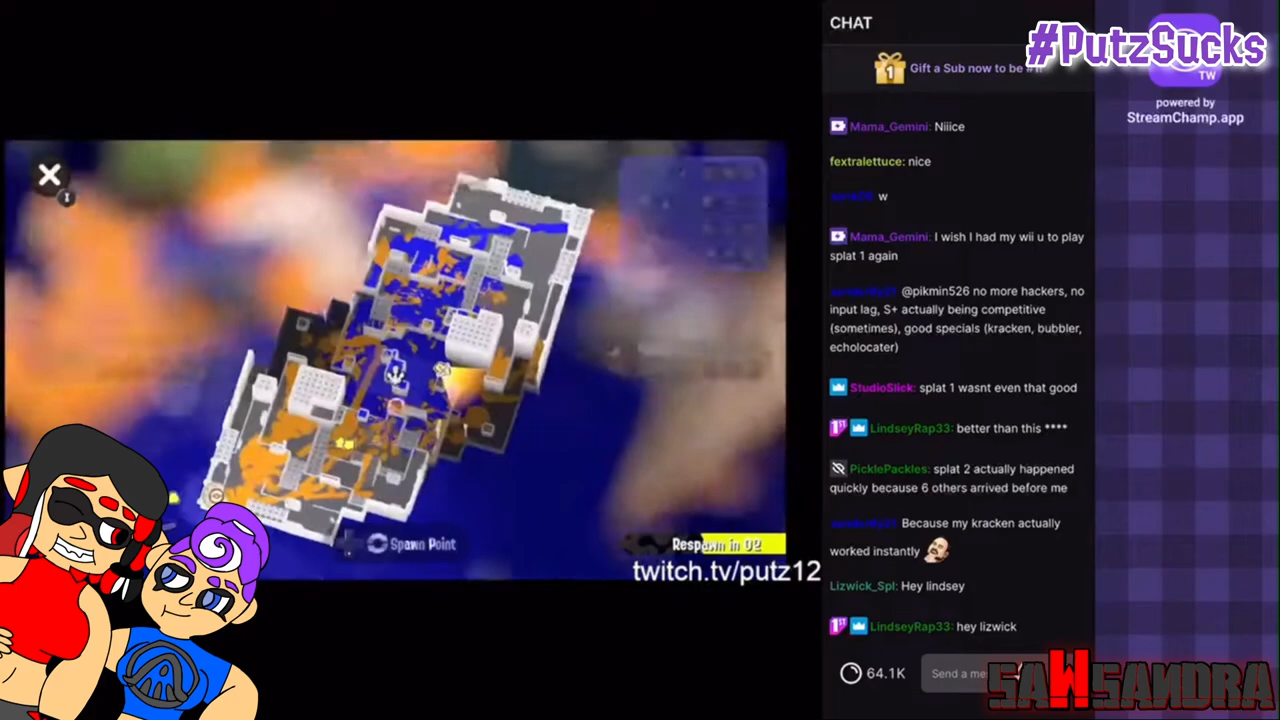 CHAT
#PutzSucks
Gift a Sub now to be #1!
TW
powered by
StreamChamp.app
Mama_Gemini: Niiice
fextralettuce: nice
w
Mama_Gemini: I wish I had my wii u to play
splat 1 again
@pikmin526 no more hackers, no
input lag, S+ actually being competitive
(sometimes), good specials (kracken, bubbler,
echolocater)
StudioSlick: splat 1 wasnt even that good
LindseyRap33: better than this ****
PicklePackles: splat 2 actually happened
quickly because 6 others arrived before me
Because my kracken actually
worked instantly
Lizwick_Spl: Hey lindsey
LindseyRap33: hey lizwick
64.1K
Send a me
Spawn Point
Respawn in 02
twitch.tv/putz12
SAWSANDRA